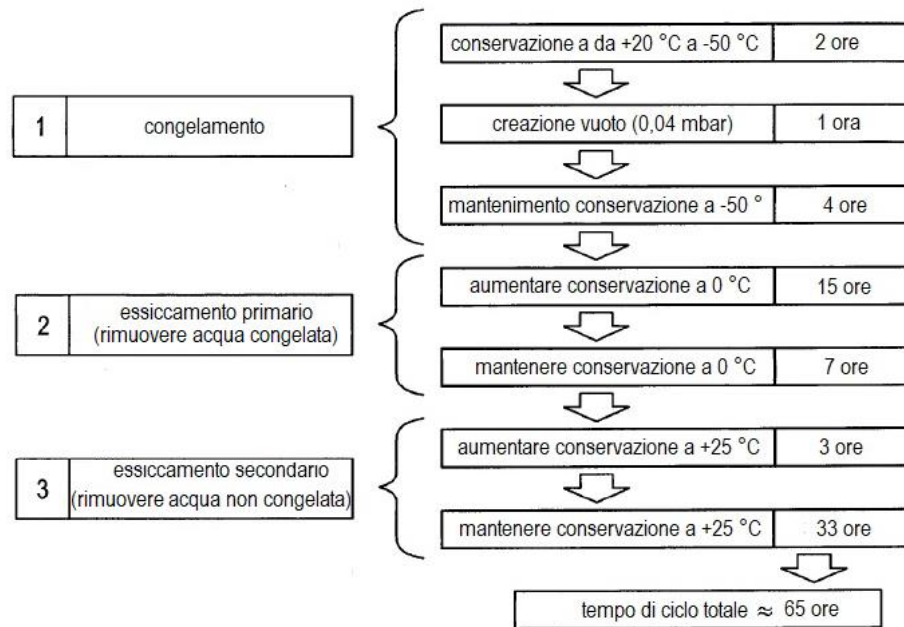 conservazione a da +20 °C a -50 °C 2 ore
1 congelamento
creazione vuoto (0,04 mbar) 1 ora
mantenimento conservazione a -50 ° 4 ore
aumentare conservazione a 0 °C 15 ore
2 essiccamento primario
(rimuovere acqua congelata)
mantenere conservazione a 0 °C 7 ore
aumentare conservazione a +25 °C 3 ore
3 essiccamento secondario
(rimuovere acqua non congelata)
mantenere conservazione a +25 °C 33 ore
tempo di ciclo totale ≈ 65 ore